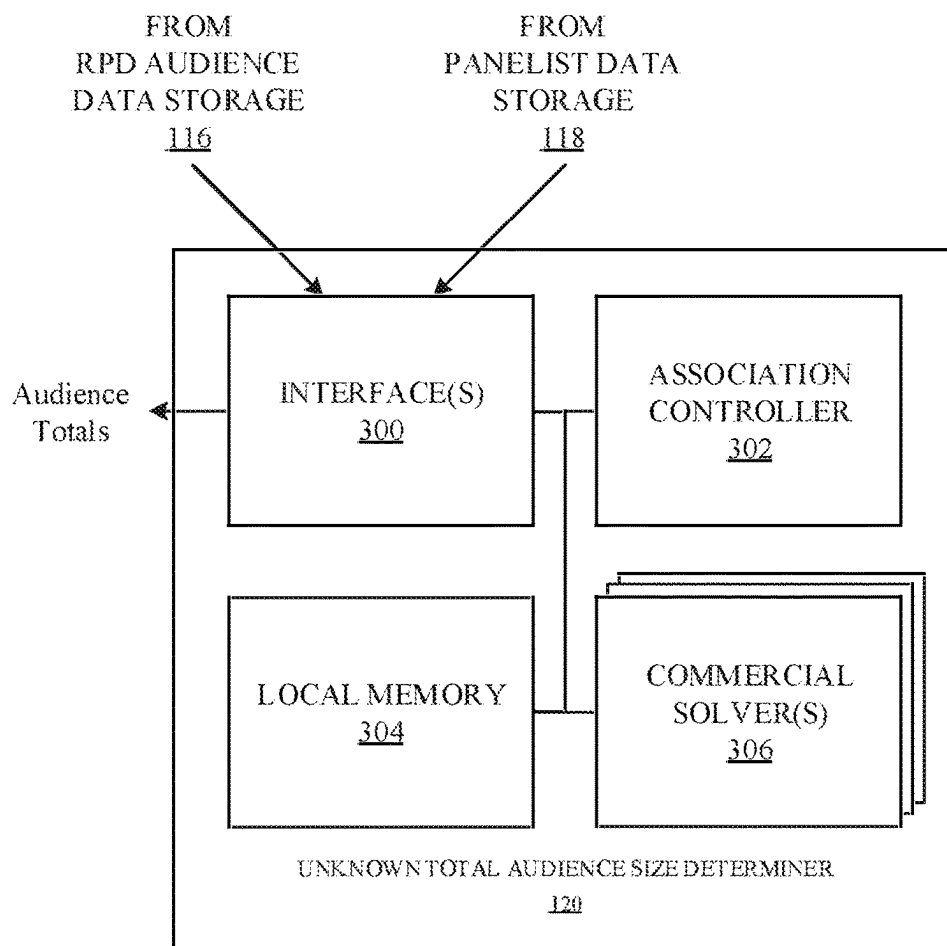 FROM
RPD AUDIENCE
DATA STORAGE
116
FROM
PANELIST DATA
STORAGE
118
Audience
Totals
INTERFACE(S)
300
ASSOCIATION
CONTROLLER
302
LOCAL MEMORY
304
COMMERCIAL
SOLVER(S)
306
UNKNOWN TOTAL AUDIENCE SIZE DETERMINER
120